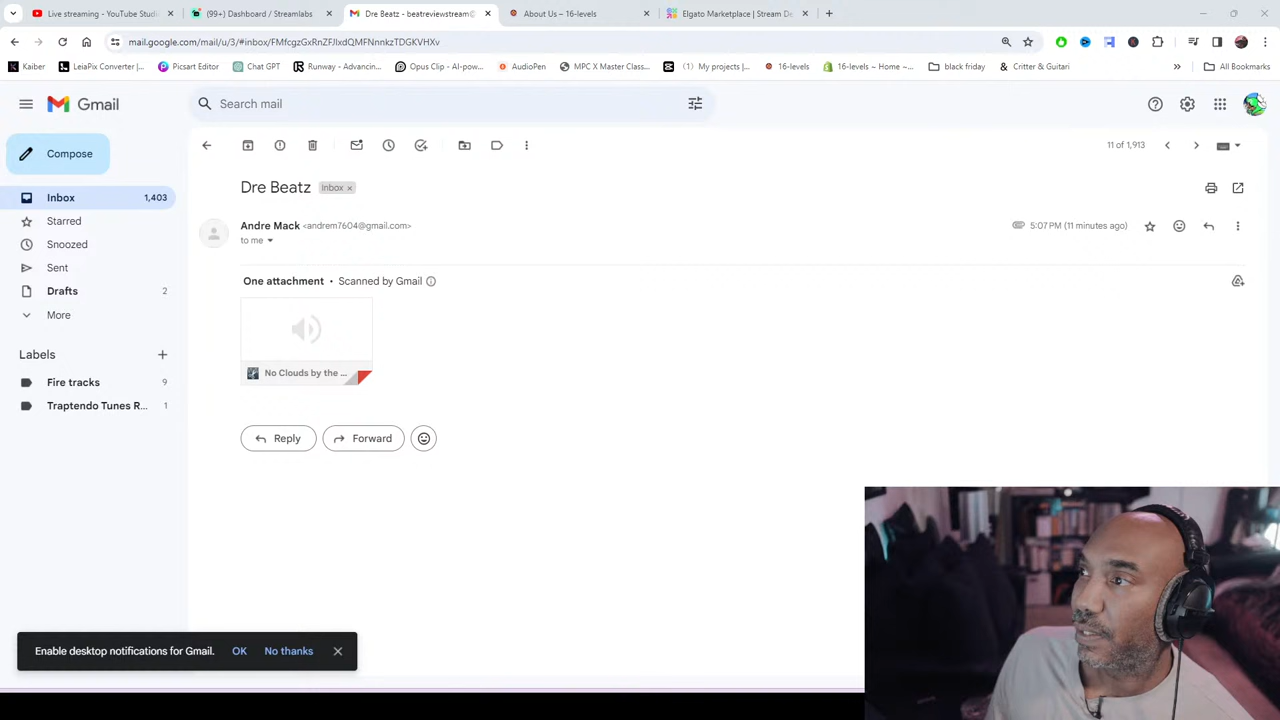 Live streaming - YouTube Studi
(99+) Dashboard / Streamlabs
Dre Beatz - beatreviewstream@
About Us – 16-levels
Elgato Marketplace | Stream De
mail.google.com/mail/u/3/#inbox/FMfcgzGxRnZFJlxdQMFNnnkzTDGKVHXv
Kaiber
LeiaPix Converter |...
Picsart Editor
Chat GPT
Runway - Advancin...
Opus Clip - AI-pow...
AudioPen
MPC X Master Class...
(1) My projects |...
16-levels
16-levels ~ Home ~...
black friday
Critter & Guitari
»
All Bookmarks
Gmail
Search mail
Compose
11 of 1,913
Inbox 1,403
Starred
Snoozed
Sent
Drafts 2
More
Labels
Fire tracks 9
Traptendo Tunes R... 1
Dre Beatz Inbox ×
Andre Mack <andrem7604@gmail.com>
5:07 PM (11 minutes ago)
to me
One attachment • Scanned by Gmail
No Clouds by the ...
Reply
Forward
Enable desktop notifications for Gmail. OK No thanks